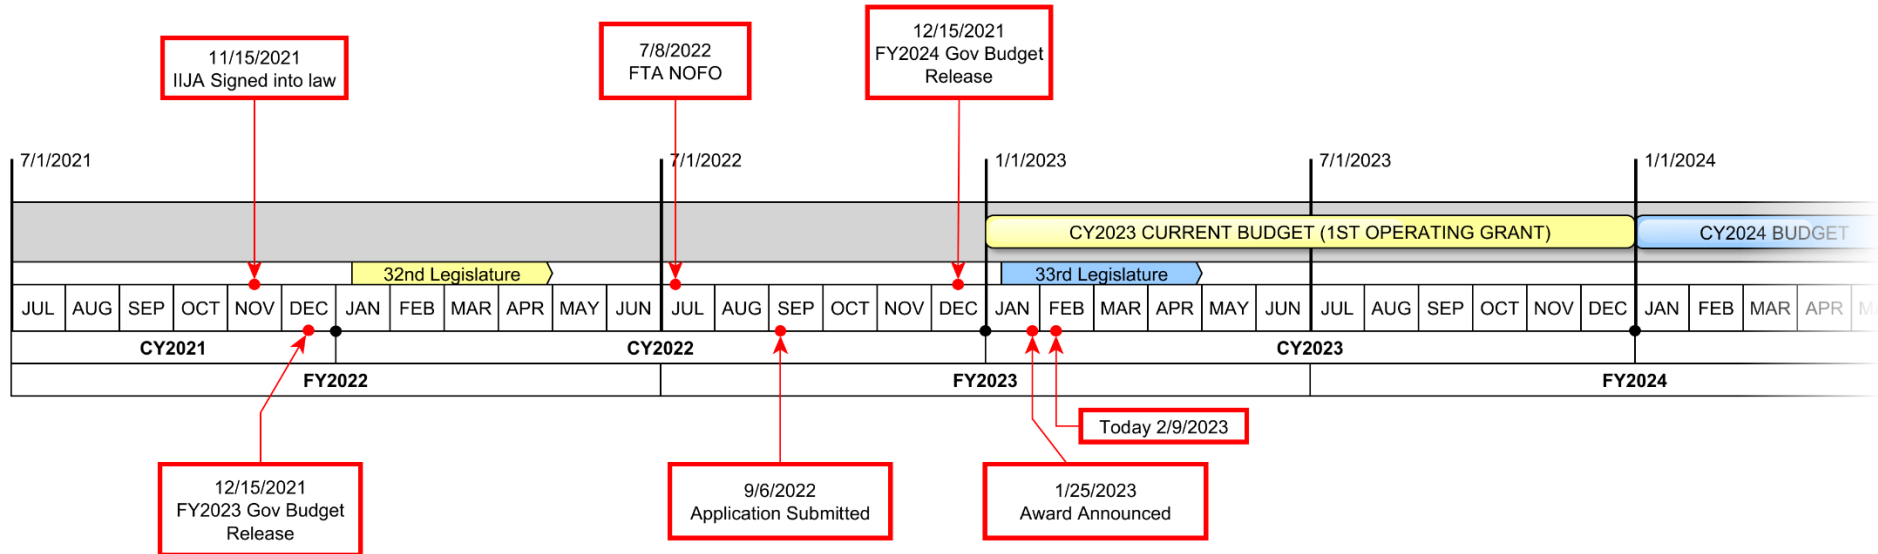 11/15/2021
IIJA Signed into law
7/8/2022
FTA NOFO
12/15/2021
FY2024 Gov Budget
Release
7/1/2021
7/1/2022
1/1/2023
7/1/2023
1/1/2024
CY2023 CURRENT BUDGET (1ST OPERATING GRANT)
CY2024 BUDGET
32nd Legislature
33rd Legislature
JUL AUG SEP OCT NOV DEC JAN FEB MAR APR MAY JUN JUL AUG SEP OCT NOV DEC JAN FEB MAR APR MAY JUN JUL AUG SEP OCT NOV DEC JAN FEB MAR APR
CY2021 CY2022 CY2023
FY2022 FY2023 FY2024
Today 2/9/2023
12/15/2021
FY2023 Gov Budget
Release
9/6/2022
Application Submitted
1/25/2023
Award Announced